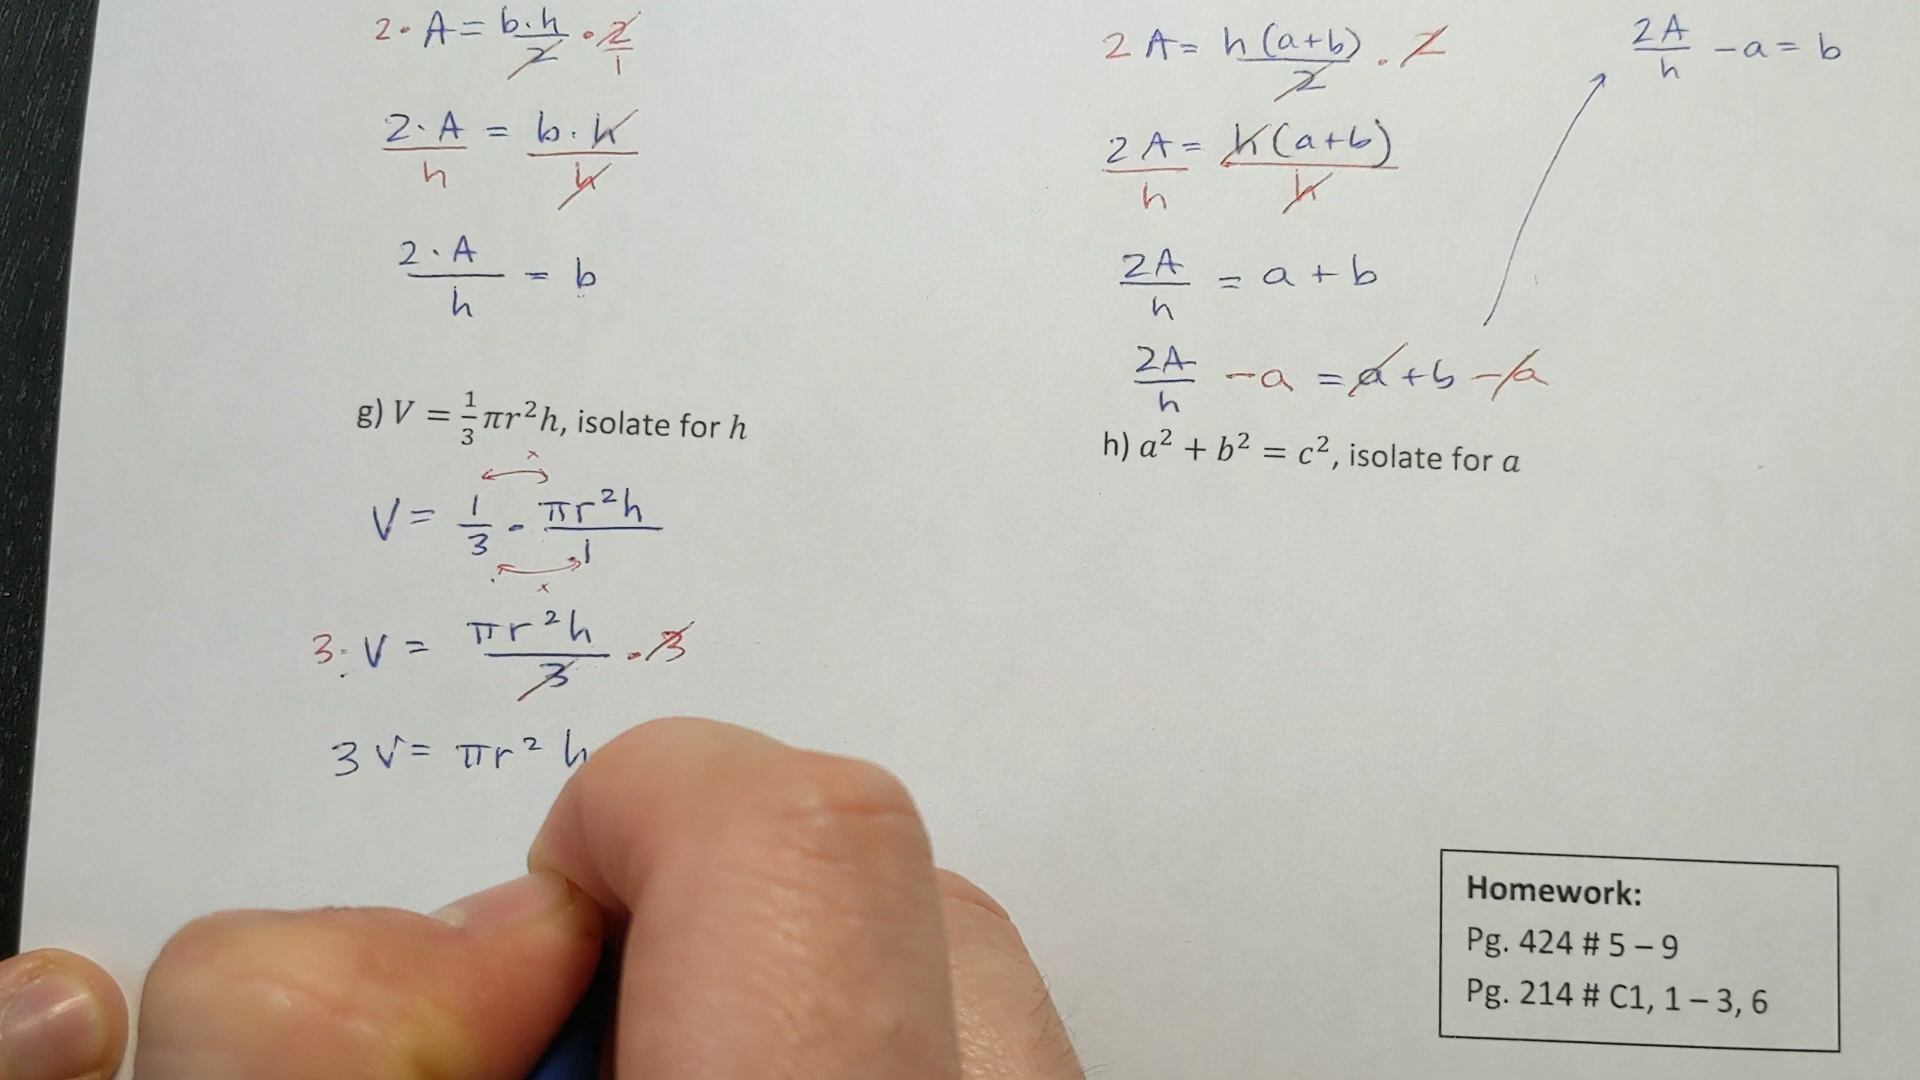 2 · A = b·h/2 · 2/1
2·A/h = b·h/h
2·A/h = b
g) V = 1/3 πr²h, isolate for h
x
V = 1/3 · πr²h/1
x
3· V = πr²h/3 · 3
3V = πr² h
2 A = h(a+b)/2 · 2
2A/h = h(a+b)/h
2A/h = a + b
2A/h - a = a + b - a
2A/h - a = b
h) a² + b² = c², isolate for a
Homework:
Pg. 424 # 5 – 9
Pg. 214 # C1, 1 – 3, 6